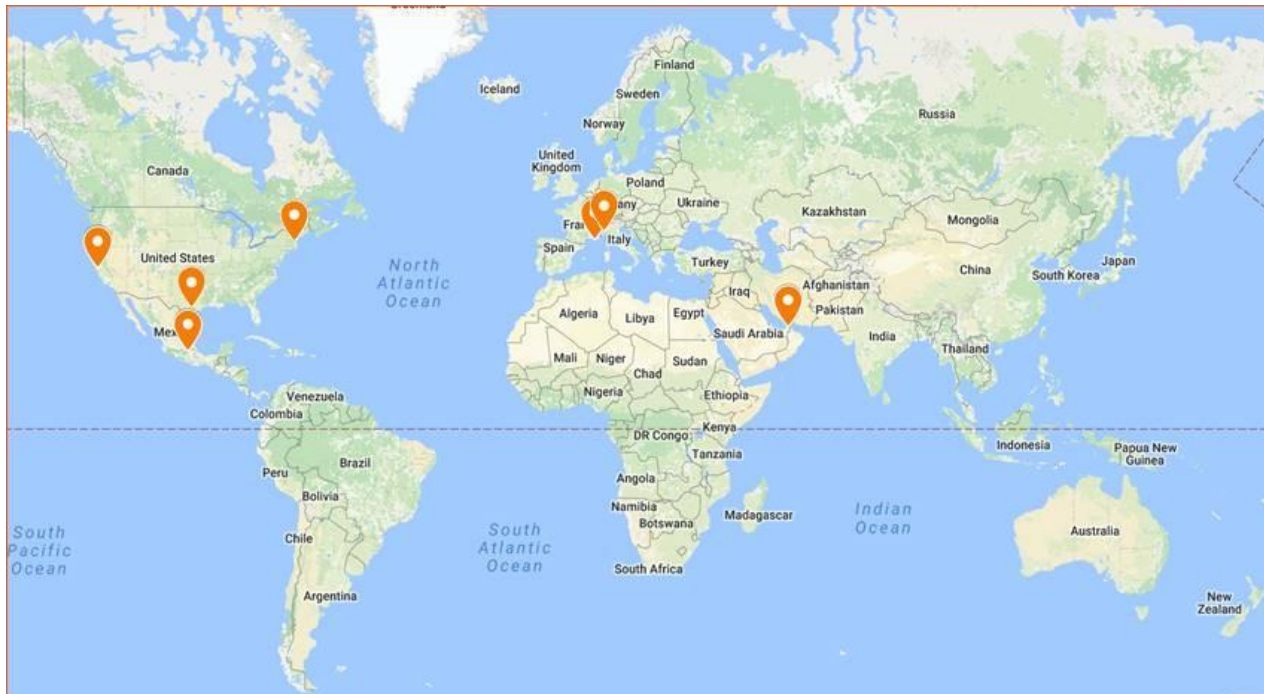 Greenland
Finland
Iceland
Sweden
Russia
Norway
Canada
United
Kingdom
Poland
Ukraine
Kazakhstan
Mongolia
Italy
Spain
United States
North
Atlantic
Ocean
Turkey
China
Japan
South Korea
Iraq
Afghanistan
Pakistan
Algeria
Libya
Egypt
Saudi Arabia
India
Mali
Niger
Sudan
Thailand
Chad
Nigeria
Ethiopia
Venezuela
Colombia
DR Congo
Kenya
Indonesia
Papua New
Guinea
Tanzania
Brazil
Peru
Angola
Bolivia
Namibia
Botswana
Madagascar
Indian
Ocean
South
Pacific
Ocean
South
Atlantic
Ocean
Chile
Australia
South Africa
Argentina
New
Zealand